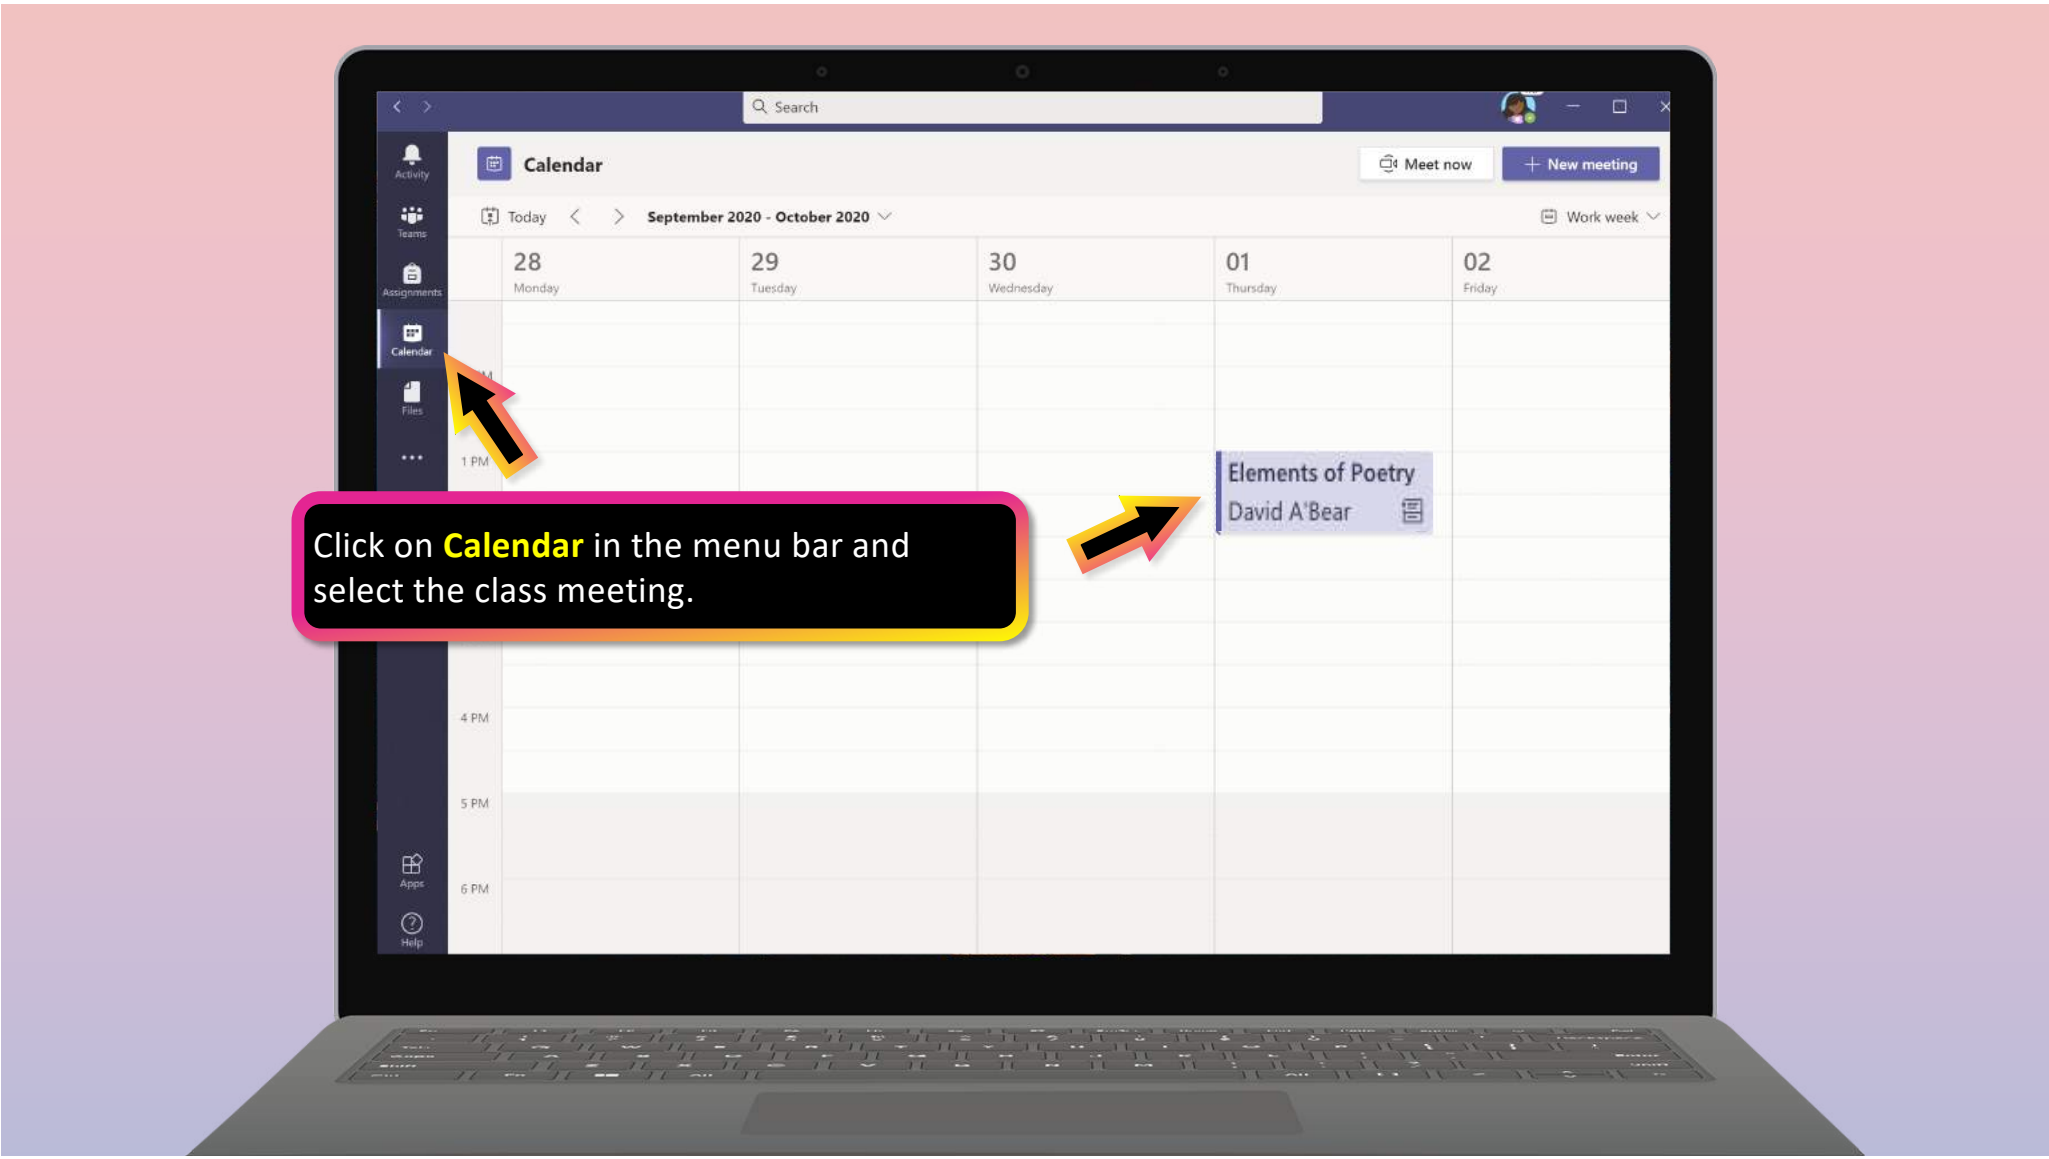 Search
Activity
Calendar
Meet now
New meeting
Teams
Today
September 2020 - October 2020
Work week
Assignments
28
29
30
01
02
Monday
Tuesday
Wednesday
Thursday
Friday
Calendar
Files
1 PM
Elements of Poetry
David A'Bear
Click on Calendar in the menu bar and
select the class meeting.
4 PM
5 PM
Apps
6 PM
Help